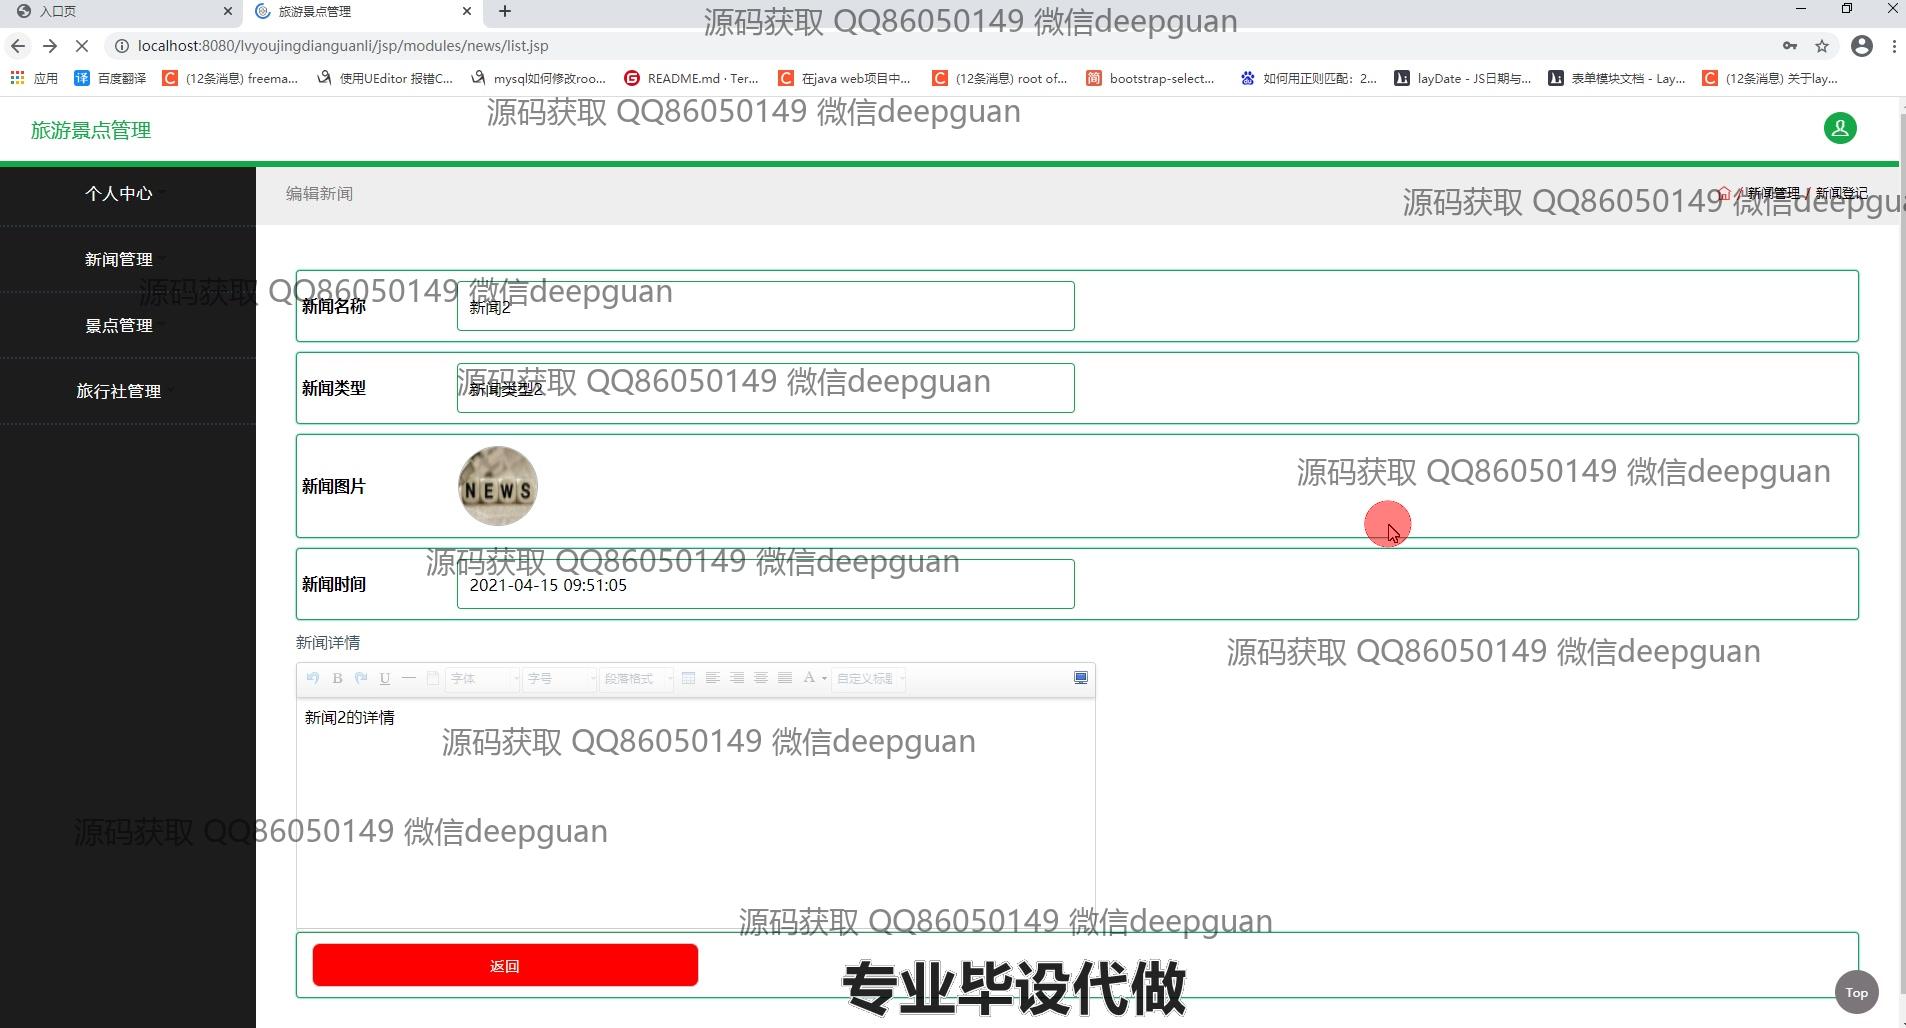 入口页
旅游景点管理
源码获取 QQ86050149 微信deepguan
localhost:8080/lvyoujingdianguanli/jsp/modules/news/list.jsp
应用
百度翻译
(12条消息) freema...
使用UEditor 报错C...
mysql如何修改roo...
README.md · Ter...
在java web项目中...
(12条消息) root of...
bootstrap-select...
如何用正则匹配：2...
layDate - JS日期与...
表单模块文档 - Lay...
(12条消息) 关于lay...
源码获取 QQ86050149 微信deepguan
旅游景点管理
个人中心
编辑新闻
新闻管理 / 新闻登记
源码获取 QQ86050149 微信deepgua
新闻管理
源码获取 QQ86050149 微信deepguan
新闻名称
新闻2
景点管理
新闻类型
新闻类型2
源码获取 QQ86050149 微信deepguan
旅行社管理
新闻图片
NEWS
源码获取 QQ86050149 微信deepguan
源码获取 QQ86050149 微信deepguan
新闻时间
2021-04-15 09:51:05
新闻详情
源码获取 QQ86050149 微信deepguan
B U 字体 字号 段落格式 A 自定义标题
新闻2的详情
源码获取 QQ86050149 微信deepguan
源码获取 QQ86050149 微信deepguan
源码获取 QQ86050149 微信deepguan
返回
专业毕设代做
Top